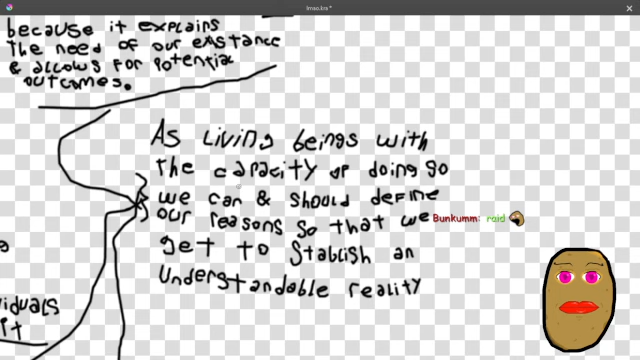 lmao.kra *
because it explains
the need of our existance
& allows for potential
outcomes.
As Living beings with
the capacity of doing so
we can & should define
our reasons so that we
get to stablish an
Understandable reality
Bunkumm: raid
viduals